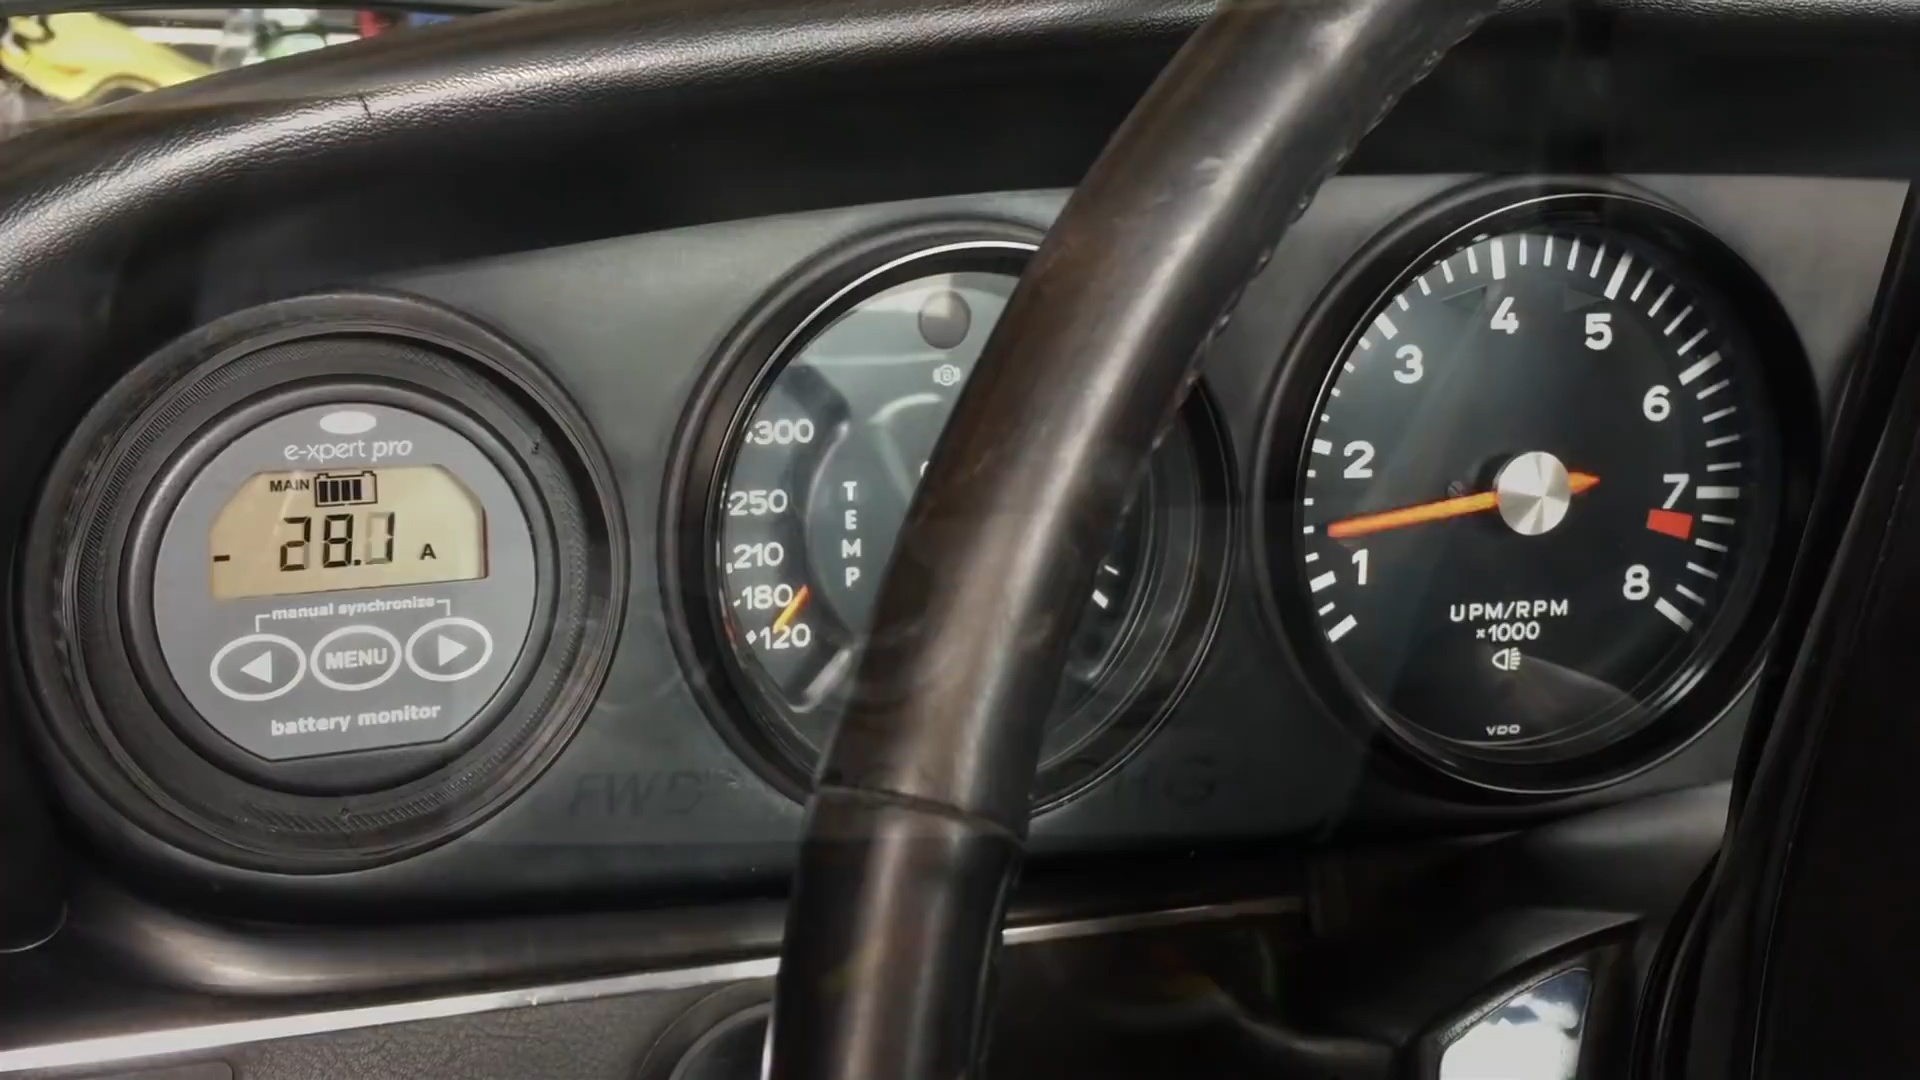 e-xpert pro
MAIN
- 28.1 A
manual synchronize
MENU
battery monitor
300
250
210
180
120
TEMP
1
2
3
4
5
6
7
8
UPM/RPM
×1000
VDO